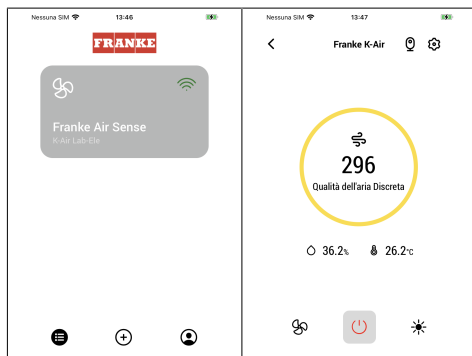 Nessuna SIM 13:46
FRANKE
Franke Air Sense
K-Air Lab-Ele
Nessuna SIM 13:47
Franke K-Air
296
Qualità dell'aria Discreta
36.2% 26.2°C